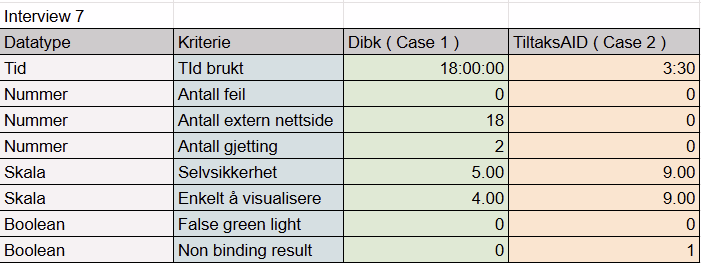 Interview 7
Datatype Kriterie Dibk ( Case 1 ) TiltaksAID ( Case 2 )
Tid TId brukt 18:00:00 3:30
Nummer Antall feil 0 0
Nummer Antall extern nettside 18 0
Nummer Antall gjetting 2 0
Skala Selvsikkerhet 5.00 9.00
Skala Enkelt å visualisere 4.00 9.00
Boolean False green light 0 0
Boolean Non binding result 0 1